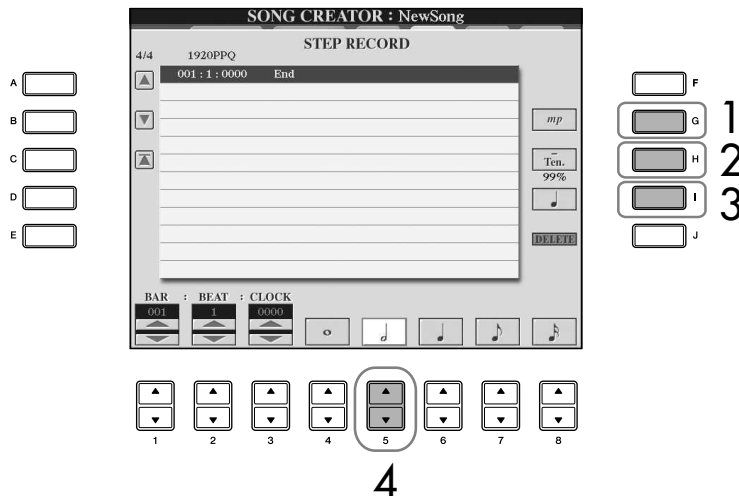 SONG CREATOR : NewSong
STEP RECORD
4/4 1920PPQ
001 : 1 : 0000 End
A
B
C
D
E
mp
Ten.
99%
DELETE
F
G
H
I
J
1
2
3
BAR : BEAT : CLOCK
001 1 0000
1 2 3 4 5 6 7 8
4